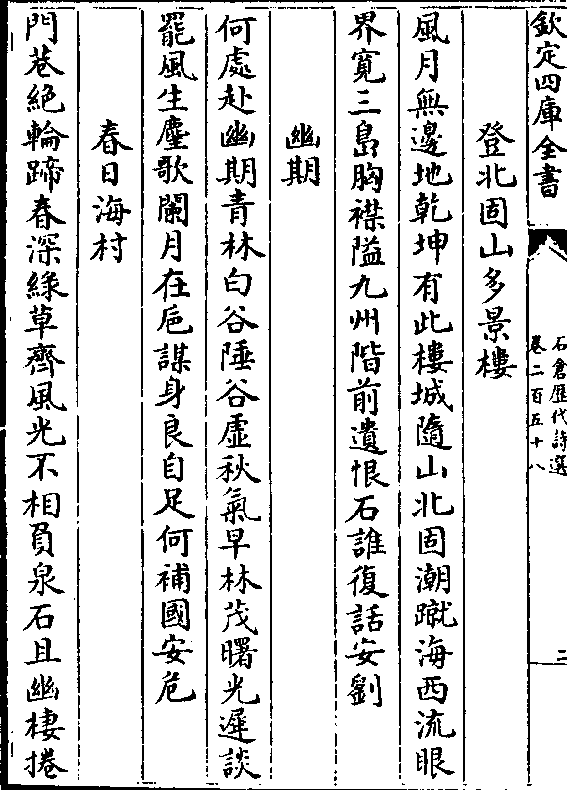 欽定四庫全書
石倉歷代詩選
卷二百五十八
二
登北固山多景樓
風月無邊地乾坤有此樓城隨山北固潮蹴海西流眼
界寛三島胸襟隘九州階前遺恨石誰復話安劉
幽期
何處赴幽期青林白谷陲谷虛秋氣早林茂曙光遲談
罷風生麈歌闌月在巵謀身良自足何補國安危
春日海村
門巷絶輪蹄春深緑草齊風光不相負泉石且幽棲捲